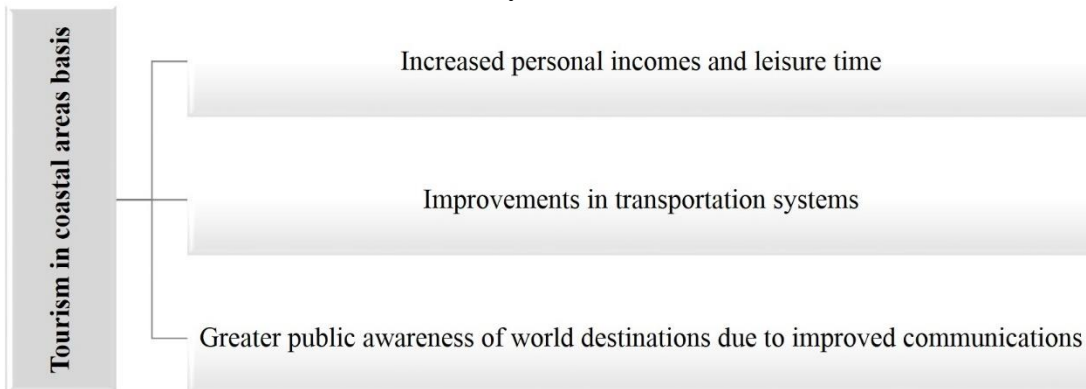 Tourism in coastal areas basis
Increased personal incomes and leisure time
Improvements in transportation systems
Greater public awareness of world destinations due to improved communications